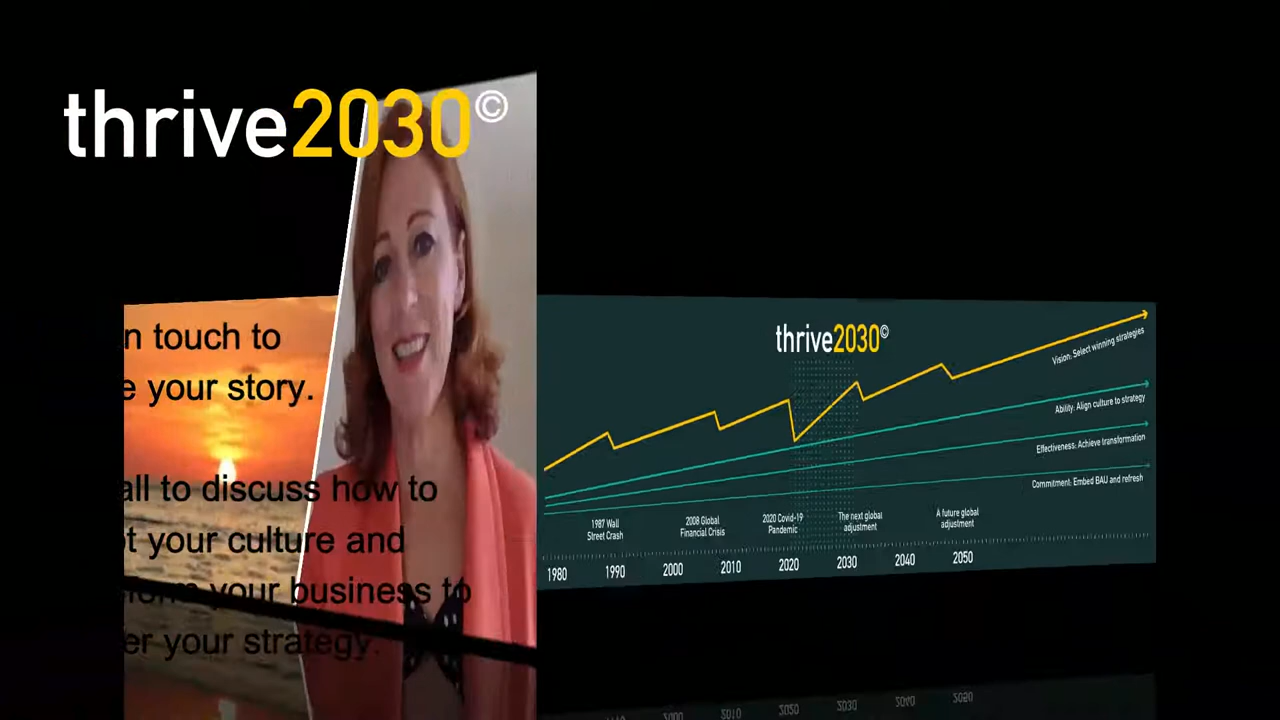 thrive2030©
n touch to
your story.
all to discuss how to
your culture and
your business to
er your strategy.
thrive2030©
Vision: Select winning strategies
Ability: Align culture to strategy
Effectiveness: Achieve transformation
Commitment: Embed BAU and refresh
1987 Wall
Street Crash
2008 Global
Financial Crisis
2020 Covid-19
Pandemic
The next global
adjustment
A future global
adjustment
1980 1990 2000 2010 2020 2030 2040 2050